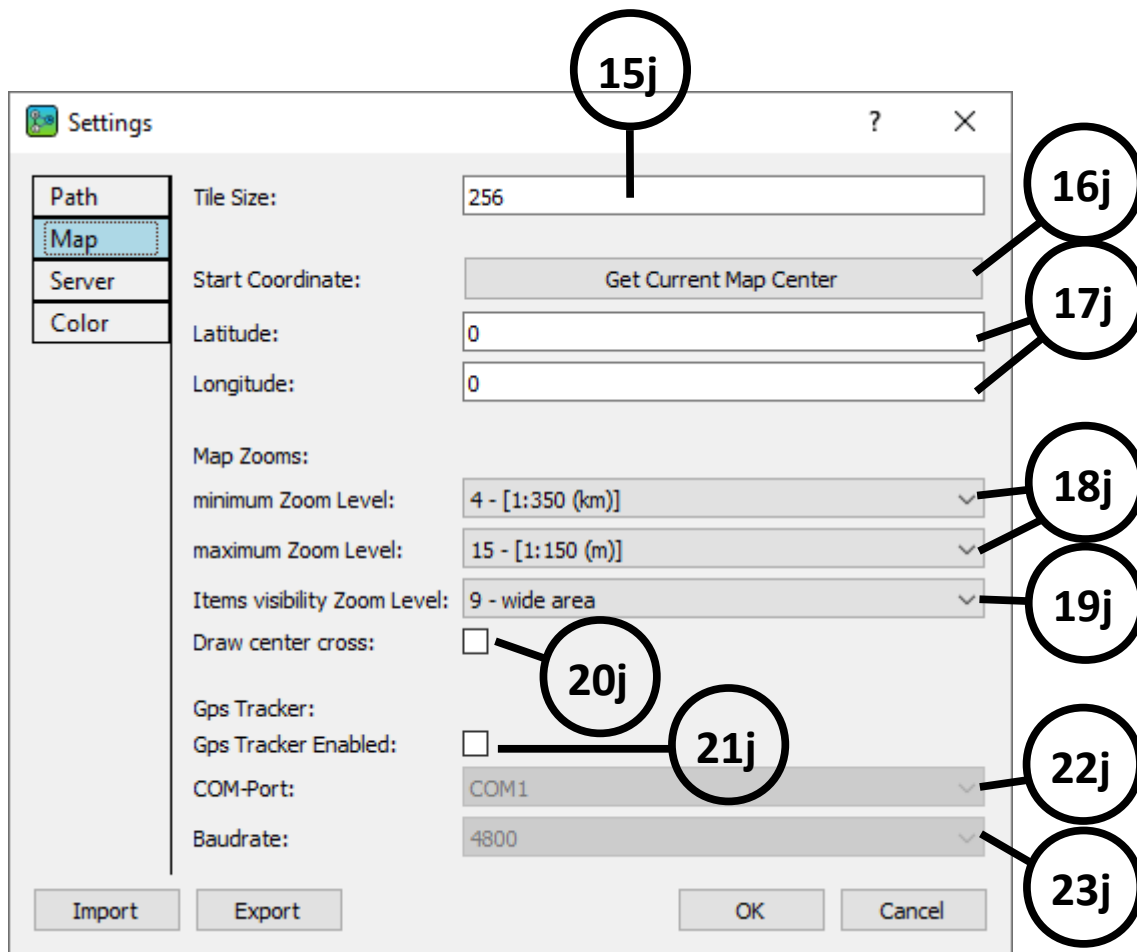 15j
Settings ?
Path
Map
Server
Color
Tile Size: 256
16j
Start Coordinate: Get Current Map Center
17j
Latitude: 0
Longitude: 0
Map Zooms:
minimum Zoom Level: 4 - [1:350 (km)]
18j
maximum Zoom Level: 15 - [1:150 (m)]
Items visibility Zoom Level: 9 - wide area
19j
Draw center cross:
20j
Gps Tracker:
Gps Tracker Enabled:
21j
COM-Port: COM1
22j
Baudrate: 4800
23j
Import Export OK Cancel